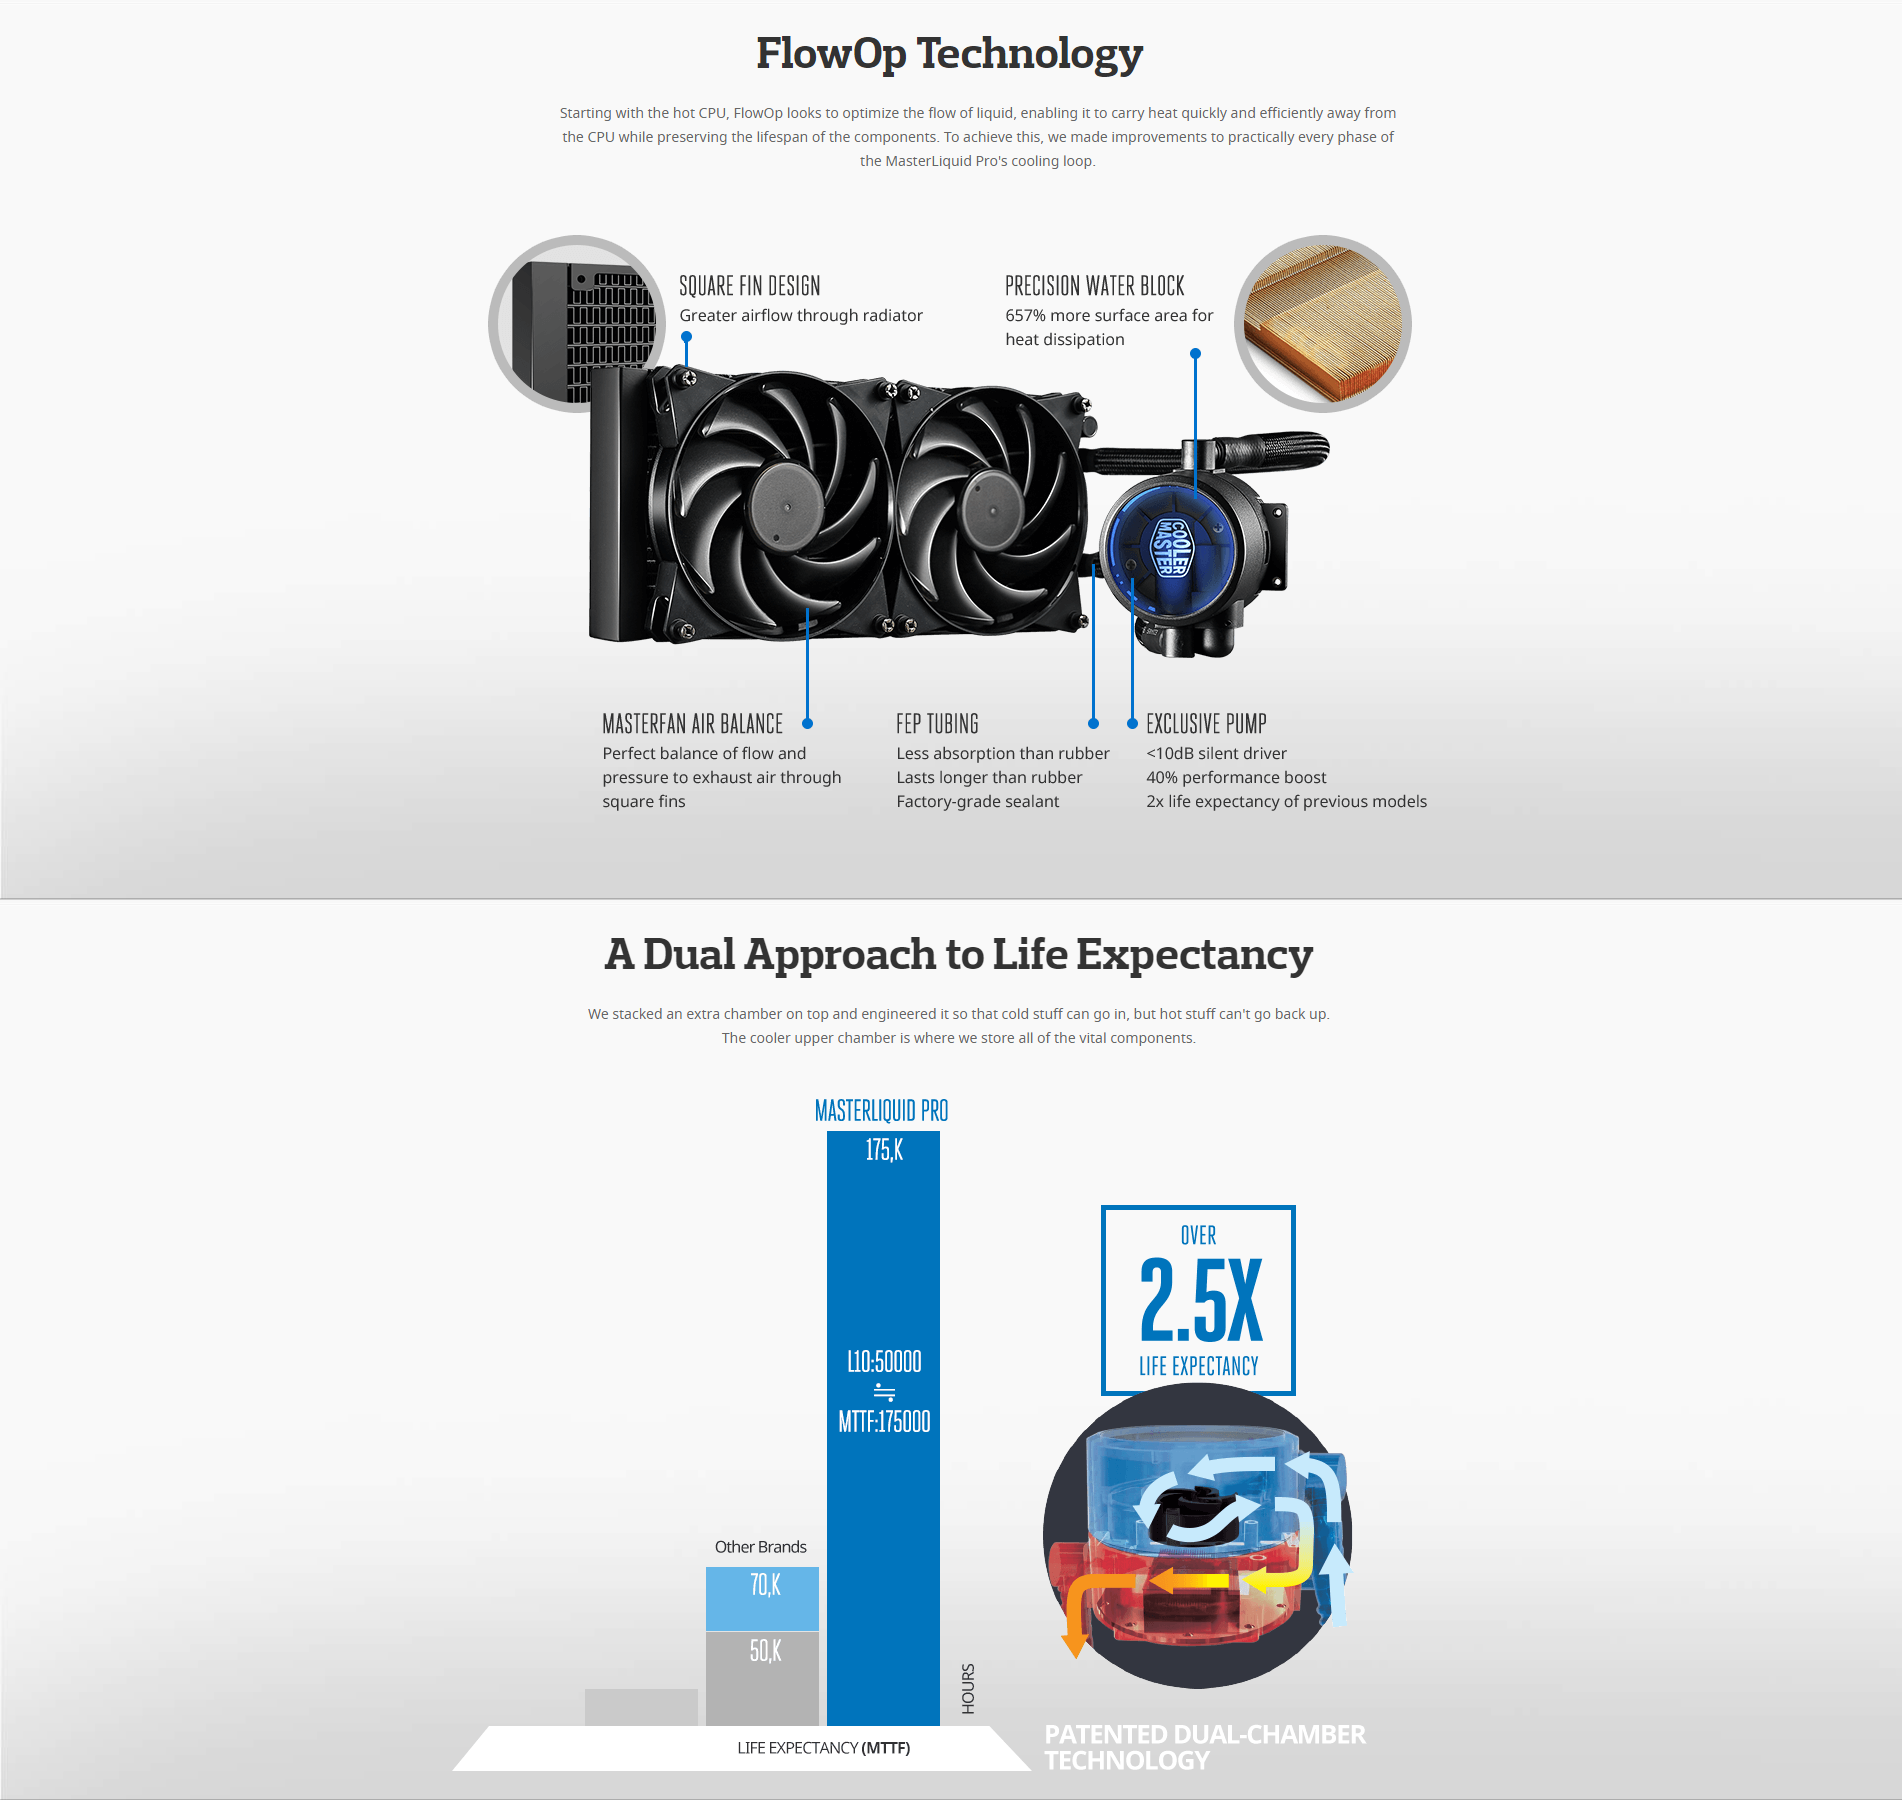 FlowOp Technology
Starting with the hot CPU, FlowOp looks to optimize the flow of liquid, enabling it to carry heat quickly and efficiently away from
the CPU while preserving the lifespan of the components. To achieve this, we made improvements to practically every phase of
the MasterLiquid Pro's cooling loop.
SQUARE FIN DESIGN
Greater airflow through radiator
PRECISION WATER BLOCK
657% more surface area for
heat dissipation
COOLER
MASTER
MASTERFAN AIR BALANCE
Perfect balance of flow and
pressure to exhaust air through
square fins
FEP TUBING
Less absorption than rubber
Lasts longer than rubber
Factory-grade sealant
EXCLUSIVE PUMP
<10dB silent driver
40% performance boost
2x life expectancy of previous models
A Dual Approach to Life Expectancy
We stacked an extra chamber on top and engineered it so that cold stuff can go in, but hot stuff can't go back up.
The cooler upper chamber is where we store all of the vital components.
MASTERLIQUID PRO
175,K
L10:50000
≒
MTTF:175000
Other Brands
70,K
50,K
HOURS
LIFE EXPECTANCY (MTTF)
OVER
2.5X
LIFE EXPECTANCY
PATENTED DUAL-CHAMBER
TECHNOLOGY